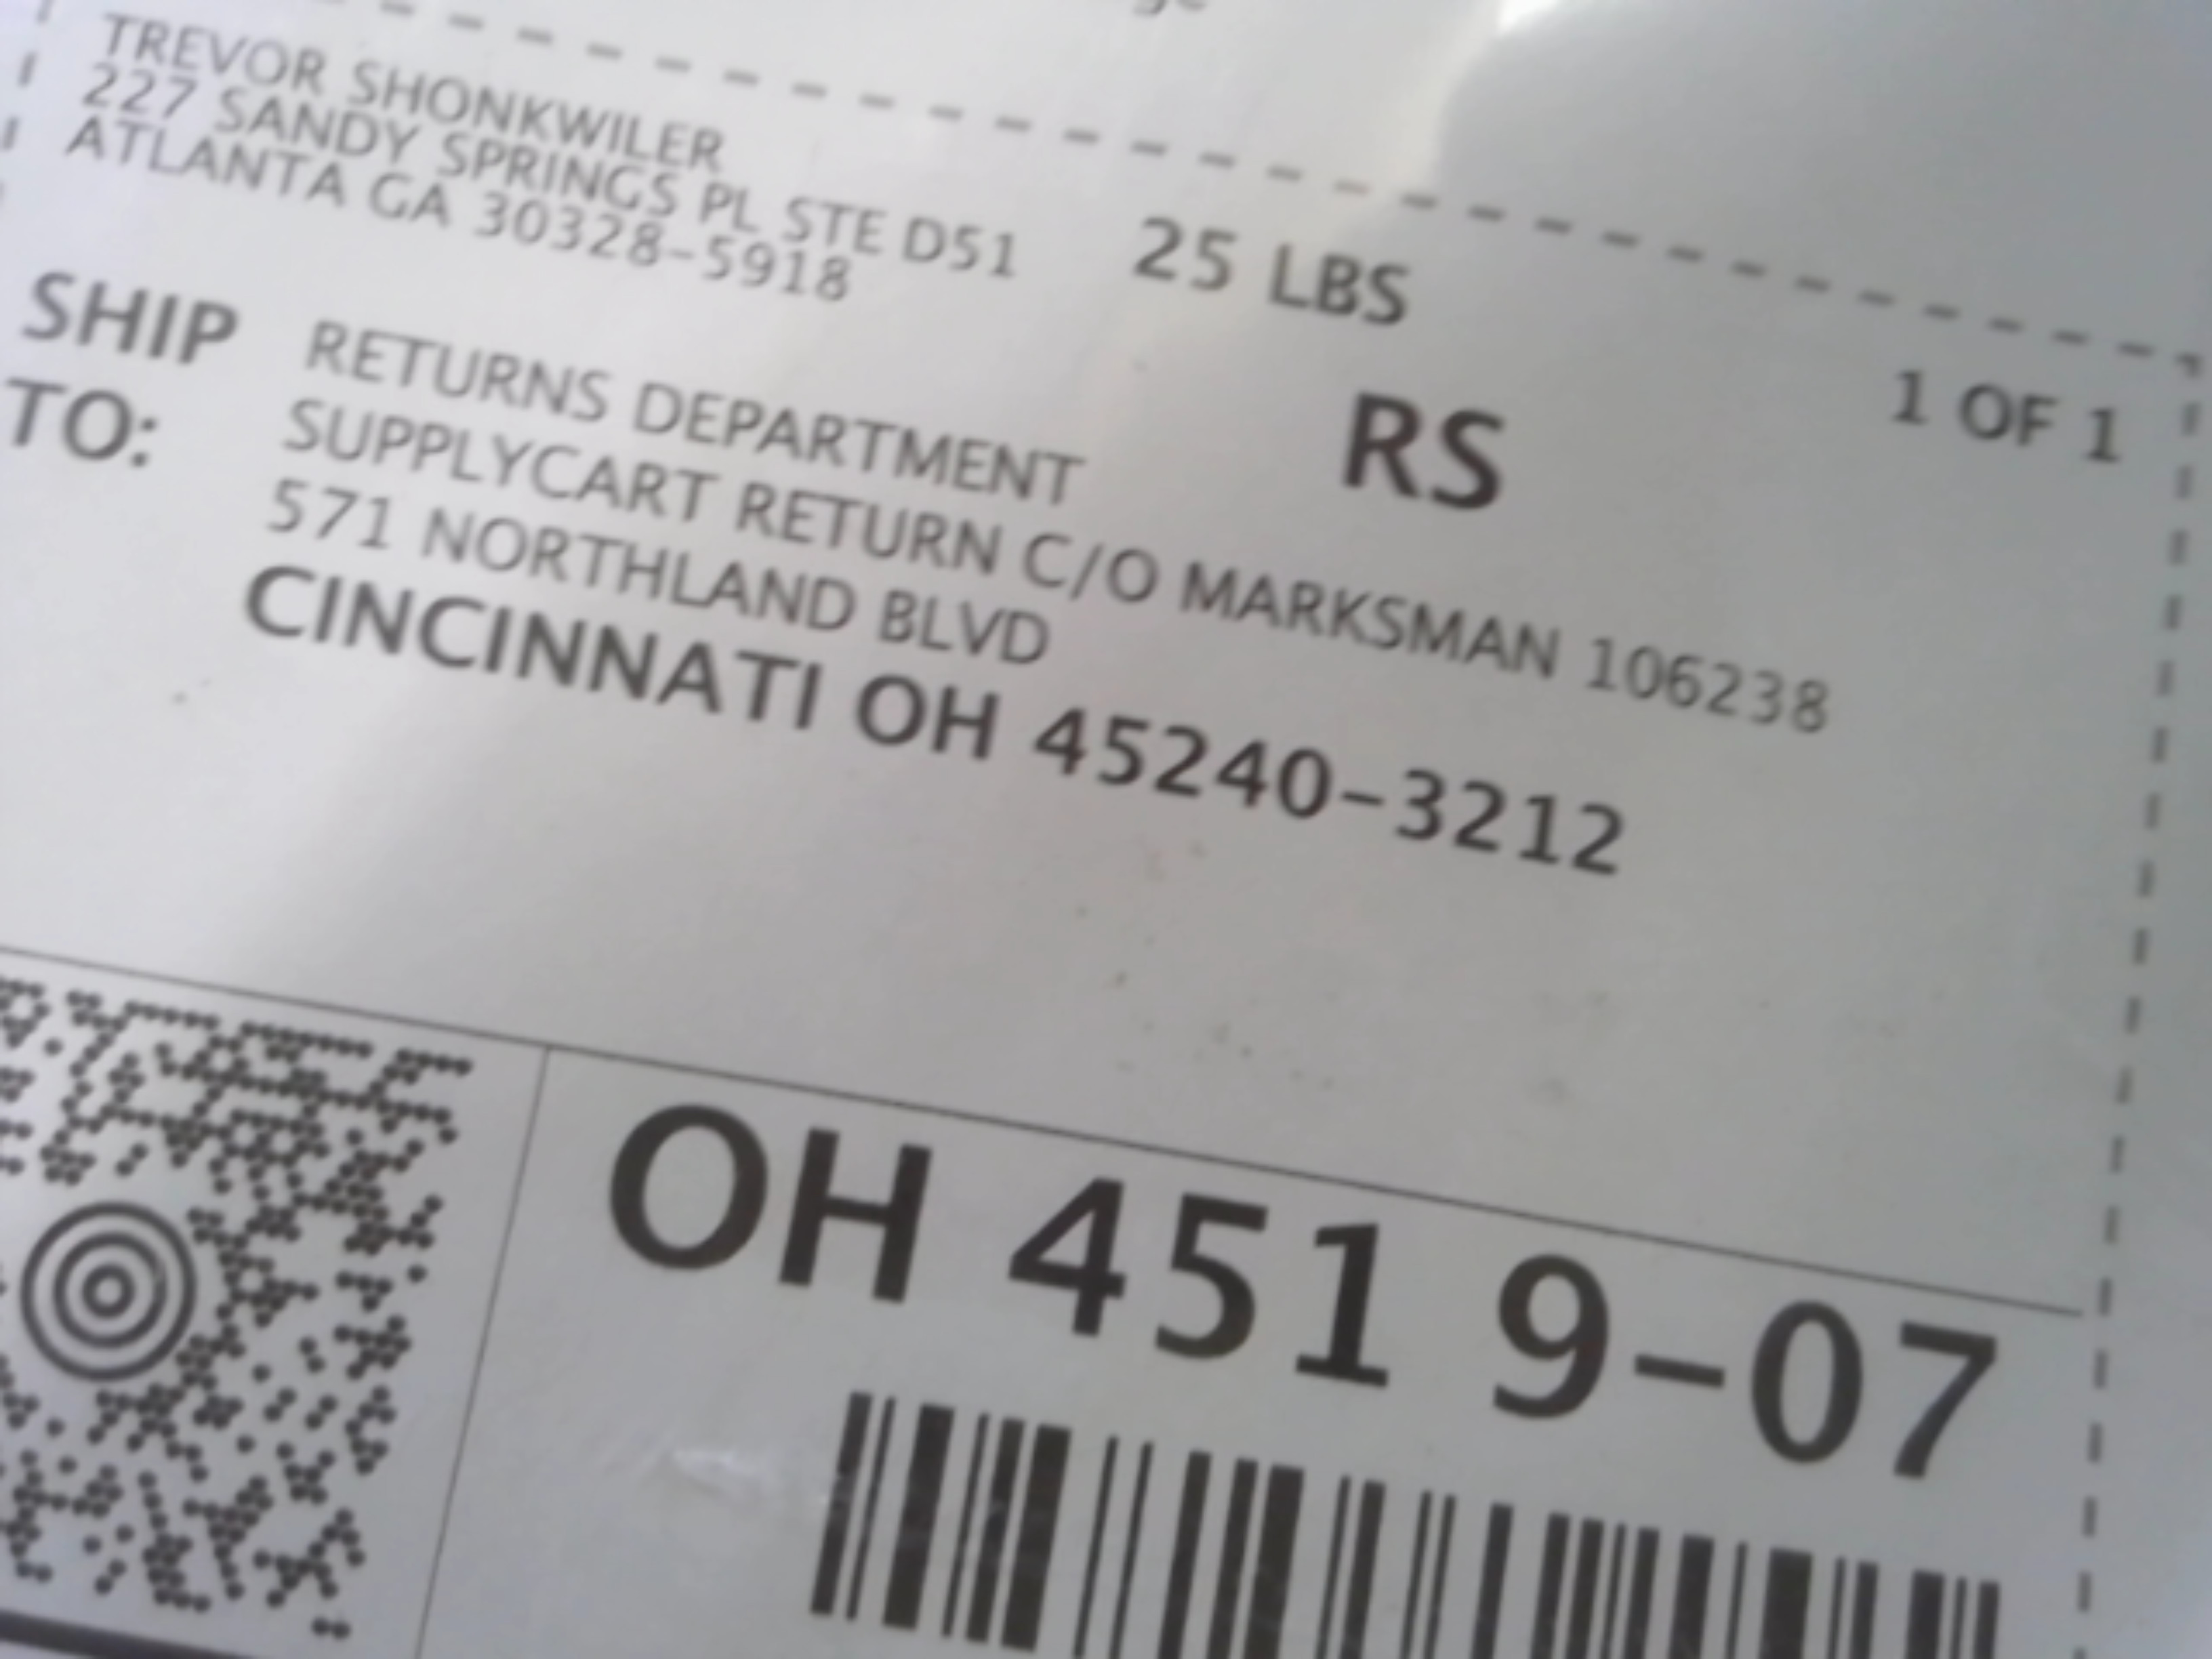 TREVOR SHONKWILER
227 SANDY SPRINGS PL STE D51
ATLANTA GA 30328-5918
25 LBS
1 OF 1
RS
SHIP
TO:
RETURNS DEPARTMENT
SUPPLYCART RETURN C/O MARKSMAN 106238
571 NORTHLAND BLVD
CINCINNATI OH 45240-3212
OH 451 9-07